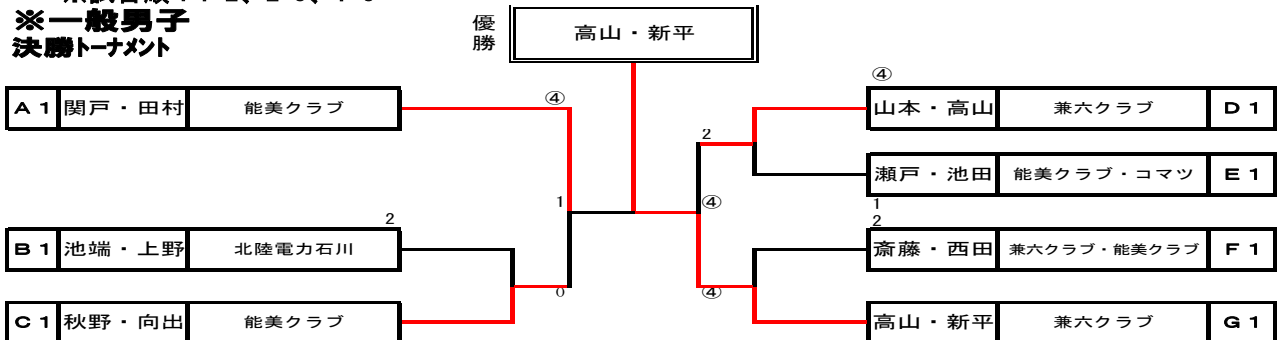 ※一般男子
決勝トーナメント
優勝
高山・新平
A1 関戸・田村 能美クラブ
④
B1 池端・上野 北陸電力石川
2
C1 秋野・向出 能美クラブ
0
1
④
山本・高山 兼六クラブ D1
2
瀬戸・池田 能美クラブ・コマツ E1
1
④
2
斎藤・西田 兼六クラブ・能美クラブ F1
④
高山・新平 兼六クラブ G1